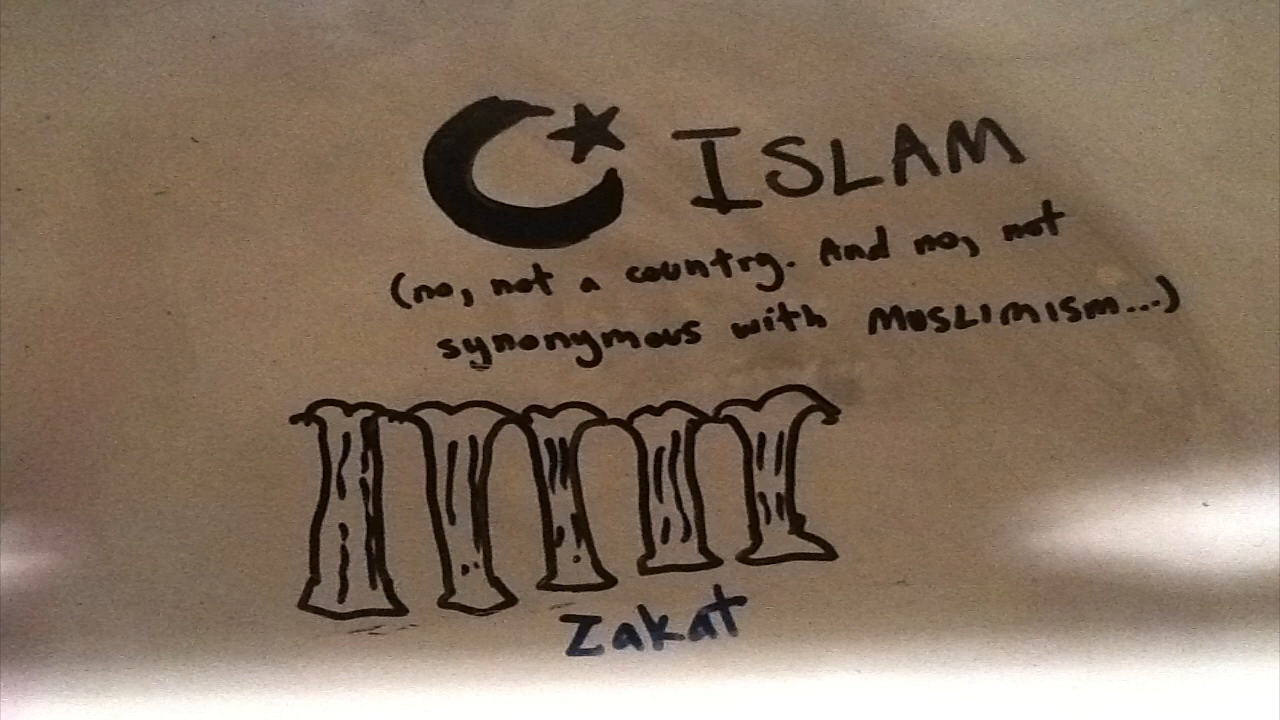 ISLAM
(no, not a country. And no, not
synonymous with MUSLIMISM...)
Zakat